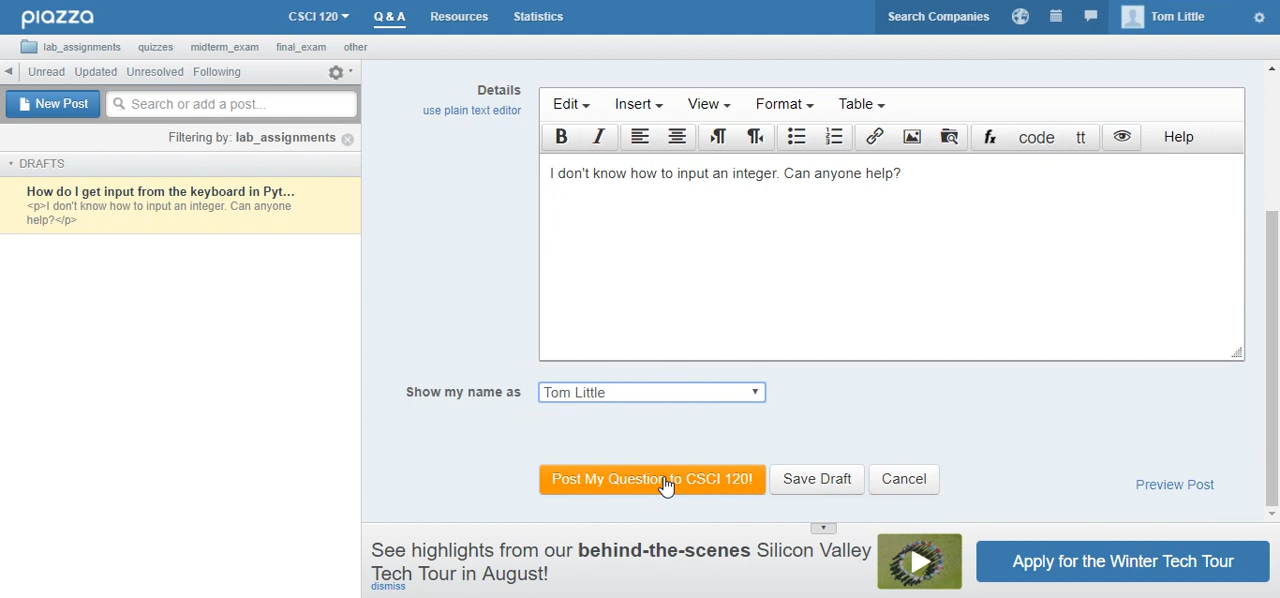 piazza
CSCI 120
Q & A
Resources
Statistics
Search Companies
Tom Little
lab_assignments
quizzes
midterm_exam
final_exam
other
Unread
Updated
Unresolved
Following
New Post
Search or add a post...
Filtering by: lab_assignments
DRAFTS
How do I get input from the keyboard in Pyt...
<p>I don't know how to input an integer. Can anyone
help?</p>
Details
use plain text editor
Edit
Insert
View
Format
Table
B
I
fx
code
tt
Help
I don't know how to input an integer. Can anyone help?
Show my name as
Tom Little
Post My Question to CSCI 120!
Save Draft
Cancel
Preview Post
See highlights from our behind-the-scenes Silicon Valley
Tech Tour in August!
dismiss
Apply for the Winter Tech Tour